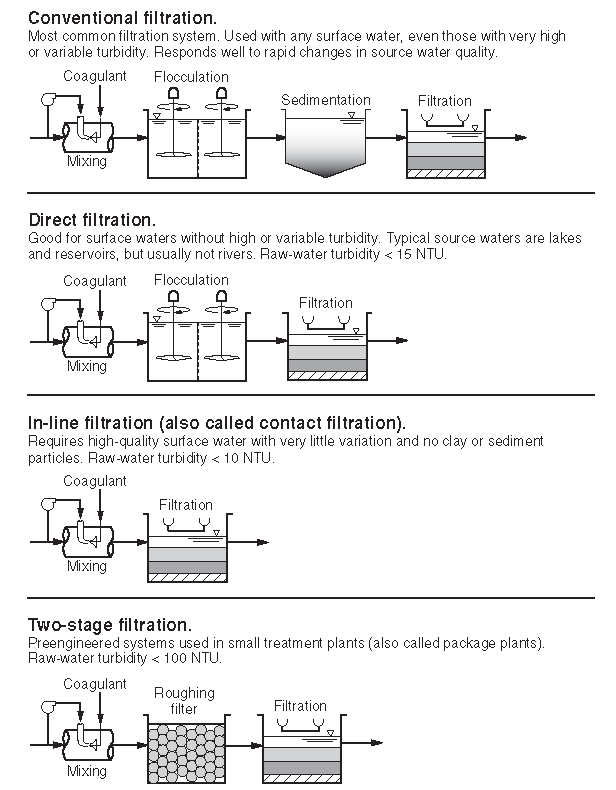 Conventional filtration.
Most common filtration system. Used with any surface water, even those with very high
or variable turbidity. Responds well to rapid changes in source water quality.
Coagulant
Flocculation
Sedimentation
Filtration
Mixing
Direct filtration.
Good for surface waters without high or variable turbidity. Typical source waters are lakes
and reservoirs, but usually not rivers. Raw-water turbidity < 15 NTU.
Coagulant
Flocculation
Filtration
Mixing
In-line filtration (also called contact filtration).
Requires high-quality surface water with very little variation and no clay or sediment
particles. Raw-water turbidity < 10 NTU.
Coagulant
Filtration
Mixing
Two-stage filtration.
Preengineered systems used in small treatment plants (also called package plants).
Raw-water turbidity < 100 NTU.
Coagulant
Roughing
filter
Filtration
Mixing